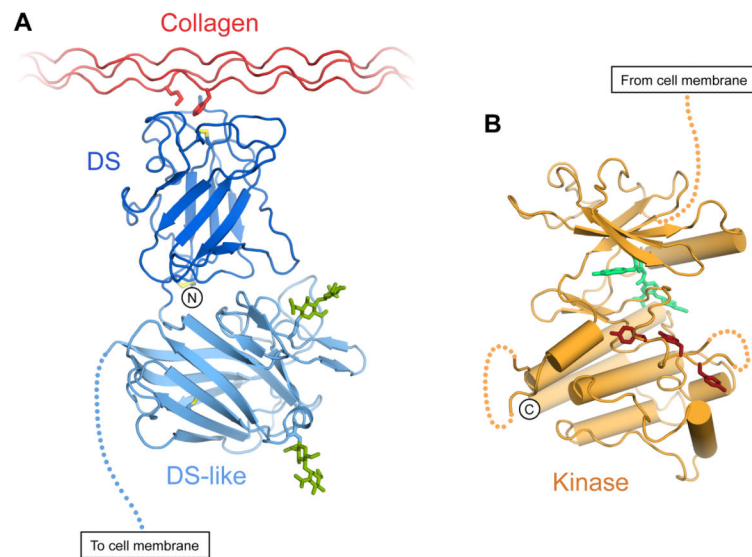 A
Collagen
DS
N
DS-like
To cell membrane
From cell membrane
B
C
Kinase